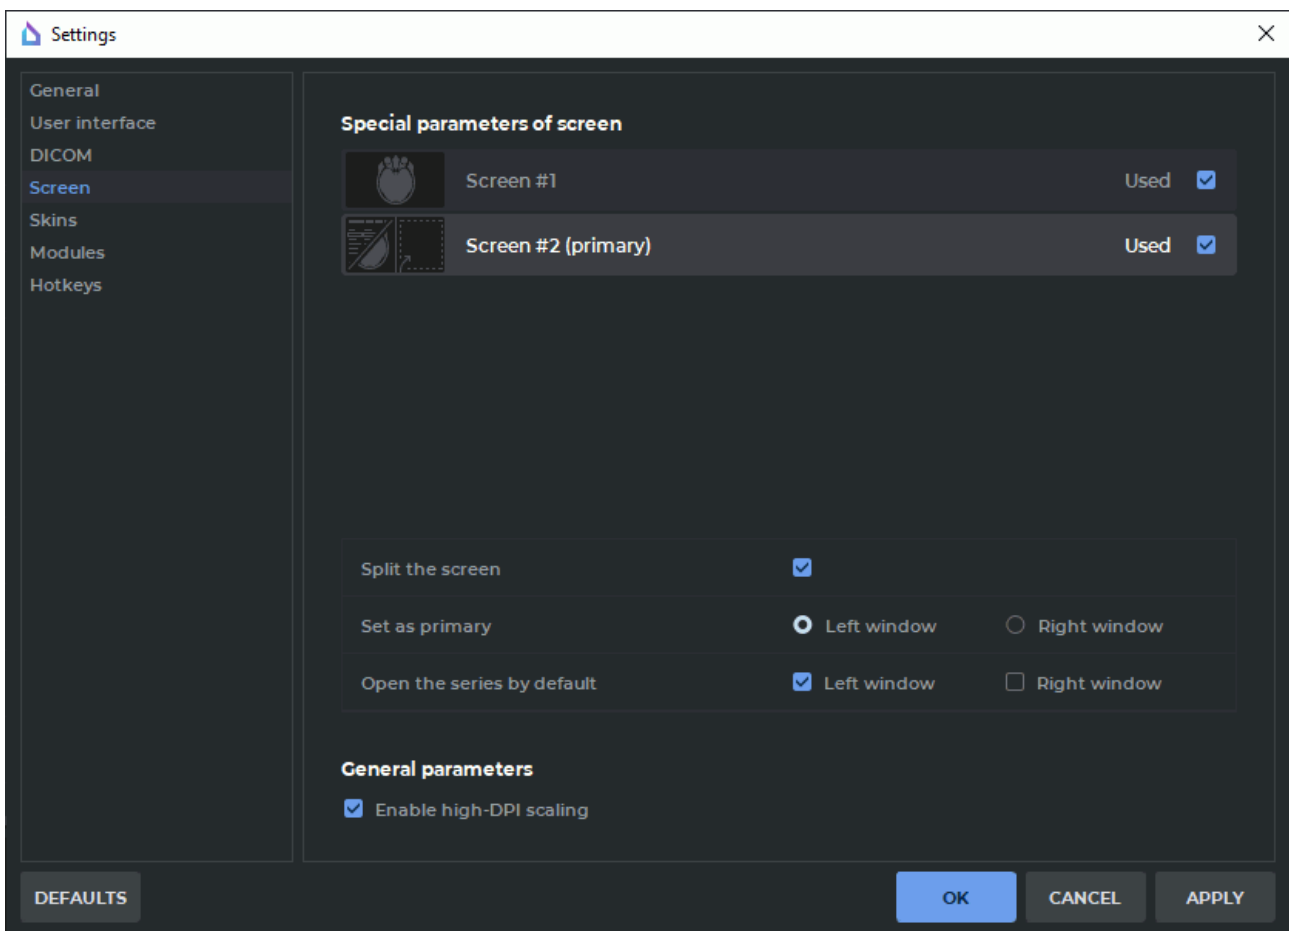 Settings
General
User interface
DICOM
Screen
Skins
Modules
Hotkeys
Special parameters of screen
Screen #1 Used
Screen #2 (primary) Used
Split the screen
Set as primary Left window Right window
Open the series by default Left window Right window
General parameters
Enable high-DPI scaling
DEFAULTS OK CANCEL APPLY